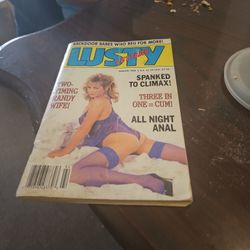 BACKDOOR BABES WHO BEG FOR MORE!
LUSTY
TWO-
TIMING
RANDY
WIFE!
SPANKED
TO CLIMAX!
THREE IN
ONE = CUM!
ALL NIGHT
ANAL